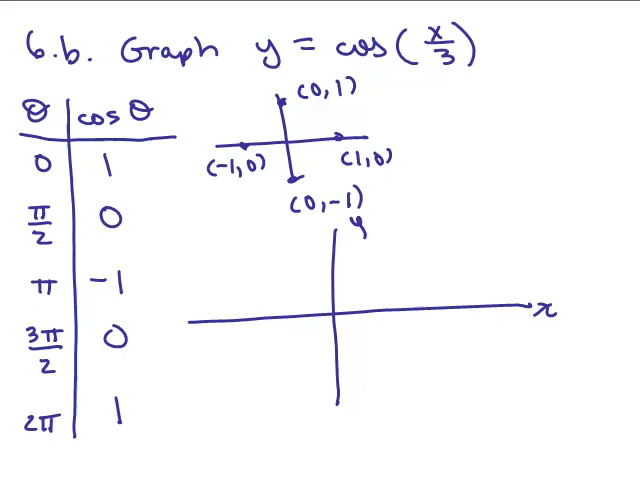 6.b. Graph y = cos(x/3)
θ cos θ
0 1
π/2 0
π -1
3π/2 0
2π 1
(0,1)
(-1,0) (1,0)
(0,-1)
y
x